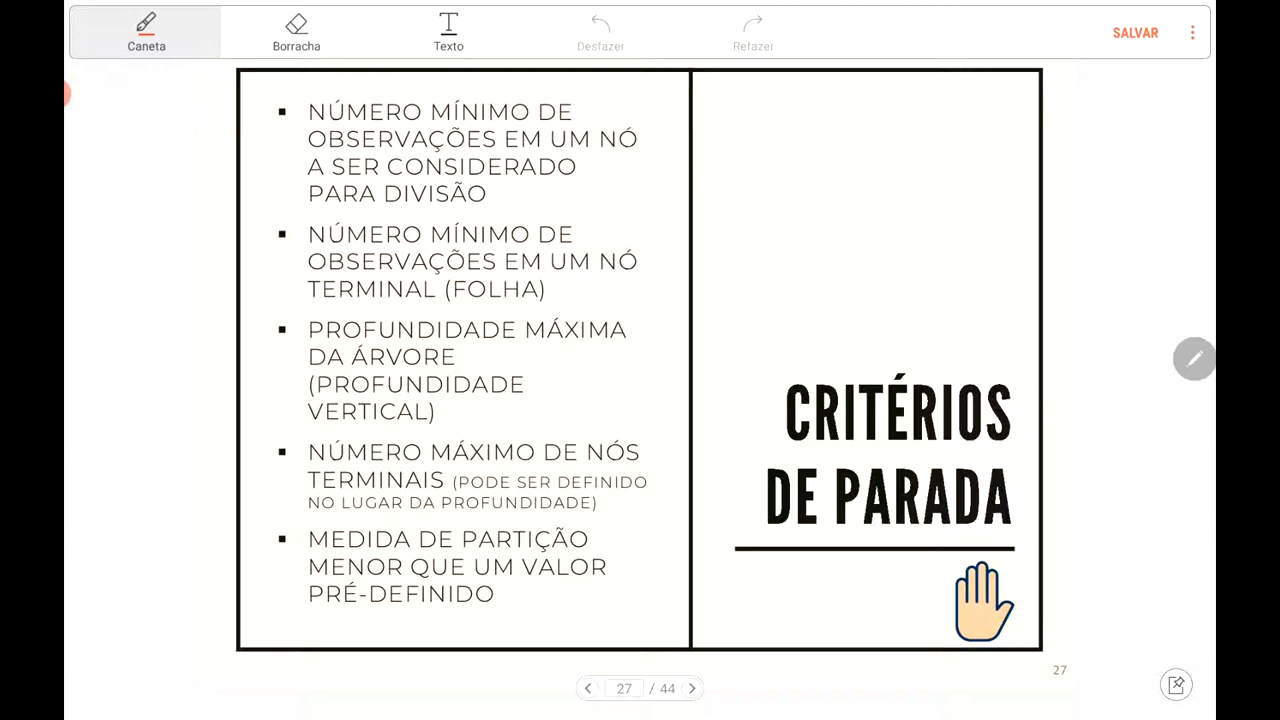 Caneta
Borracha
Texto
Desfazer
Refazer
SALVAR
▪ NÚMERO MÍNIMO DE
OBSERVAÇÕES EM UM NÓ
A SER CONSIDERADO
PARA DIVISÃO
▪ NÚMERO MÍNIMO DE
OBSERVAÇÕES EM UM NÓ
TERMINAL (FOLHA)
▪ PROFUNDIDADE MÁXIMA
DA ÁRVORE
(PROFUNDIDADE
VERTICAL)
▪ NÚMERO MÁXIMO DE NÓS
TERMINAIS (PODE SER DEFINIDO
NO LUGAR DA PROFUNDIDADE)
▪ MEDIDA DE PARTIÇÃO
MENOR QUE UM VALOR
PRÉ-DEFINIDO
CRITÉRIOS
DE PARADA
27
27 / 44